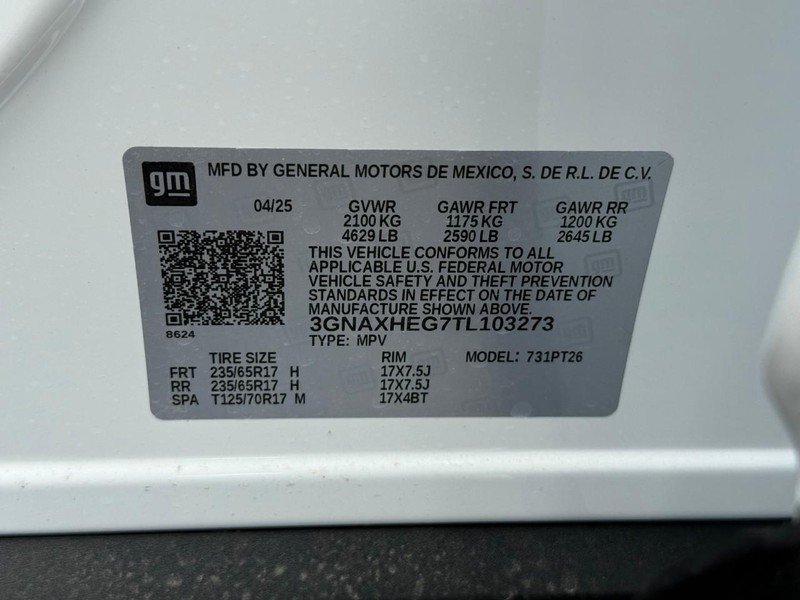 gm MFD BY GENERAL MOTORS DE MEXICO, S. DE R.L. DE C.V.
04/25 GVWR GAWR FRT GAWR RR
2100 KG 1175 KG 1200 KG
4629 LB 2590 LB 2645 LB
THIS VEHICLE CONFORMS TO ALL
APPLICABLE U.S. FEDERAL MOTOR
VEHICLE SAFETY AND THEFT PREVENTION
STANDARDS IN EFFECT ON THE DATE OF
MANUFACTURE SHOWN ABOVE.
3GNAXHEG7TL103273
8624
TYPE: MPV
TIRE SIZE RIM MODEL: 731PT26
FRT 235/65R17 H 17X7.5J
RR 235/65R17 H 17X7.5J
SPA T125/70R17 M 17X4BT